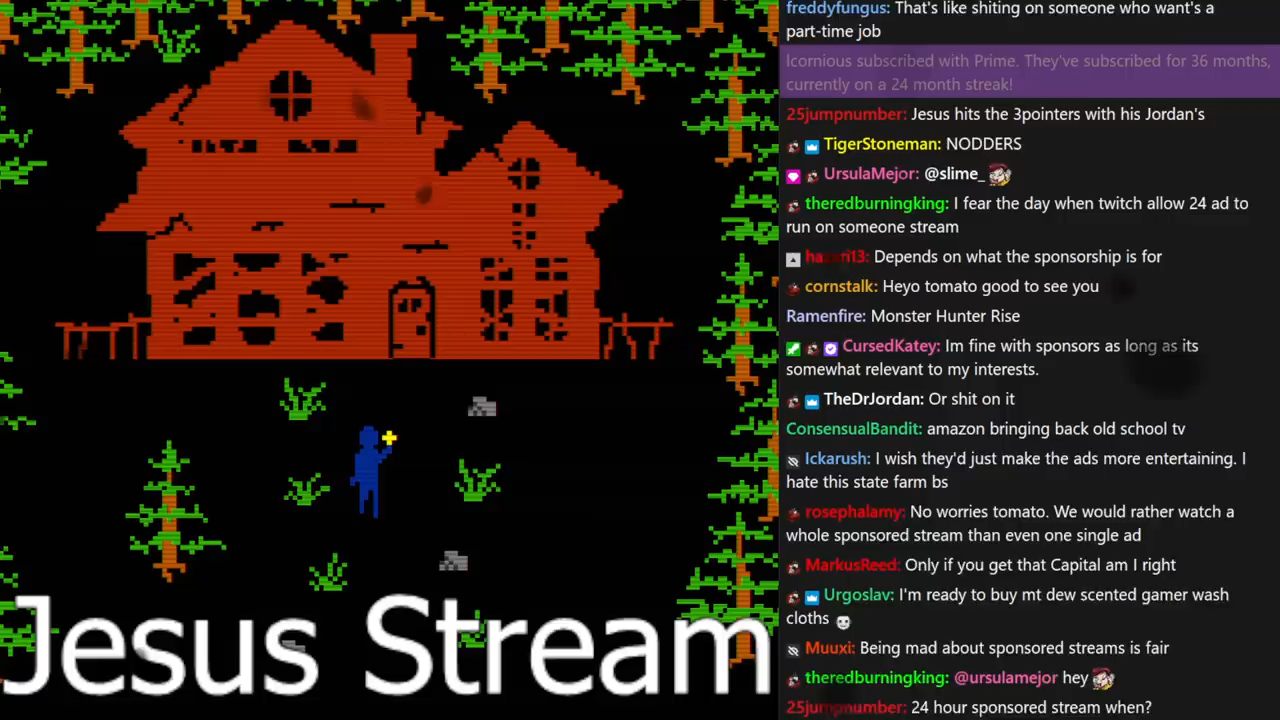 freddyfungus: That's like shiting on someone who want's a
part-time job
Icornious subscribed with Prime. They've subscribed for 36 months,
currently on a 24 month streak!
25jumpnumber: Jesus hits the 3pointers with his Jordan's
TigerStoneman: NODDERS
UrsulaMejor: @slime_
theredburningking: I fear the day when twitch allow 24 ad to
run on someone stream
Depends on what the sponsorship is for
cornstalk: Heyo tomato good to see you
Ramenfire: Monster Hunter Rise
CursedKatey: Im fine with sponsors as long as its
somewhat relevant to my interests.
TheDrJordan: Or shit on it
ConsensualBandit: amazon bringing back old school tv
Ickarush: I wish they'd just make the ads more entertaining. I
hate this state farm bs
rosephalamy: No worries tomato. We would rather watch a
whole sponsored stream than even one single ad
MarkusReed: Only if you get that Capital am I right
Urgoslav: I'm ready to buy mt dew scented gamer wash
cloths
Muuxi: Being mad about sponsored streams is fair
theredburningking: @ursulamejor hey
25jumpnumber: 24 hour sponsored stream when?
Jesus Stream